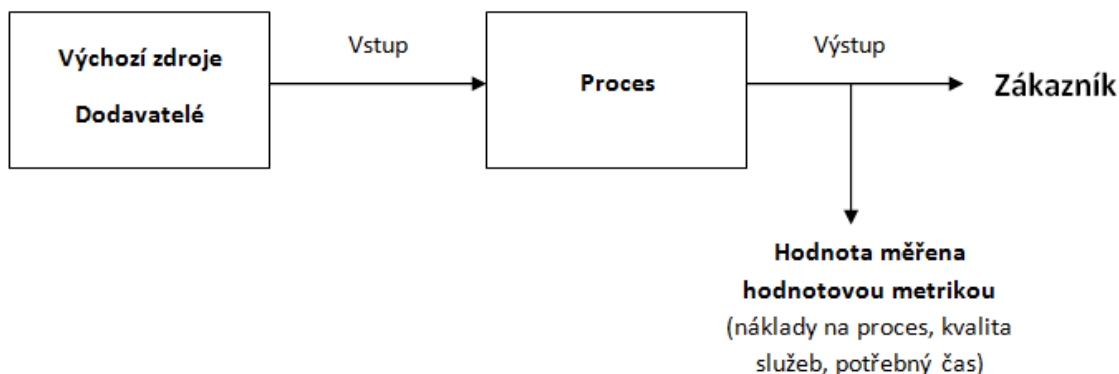 Výchozí zdroje
Dodavatelé
Vstup
Proces
Výstup
Zákazník
Hodnota měřena
hodnotovou metrikou
(náklady na proces, kvalita
služeb, potřebný čas)